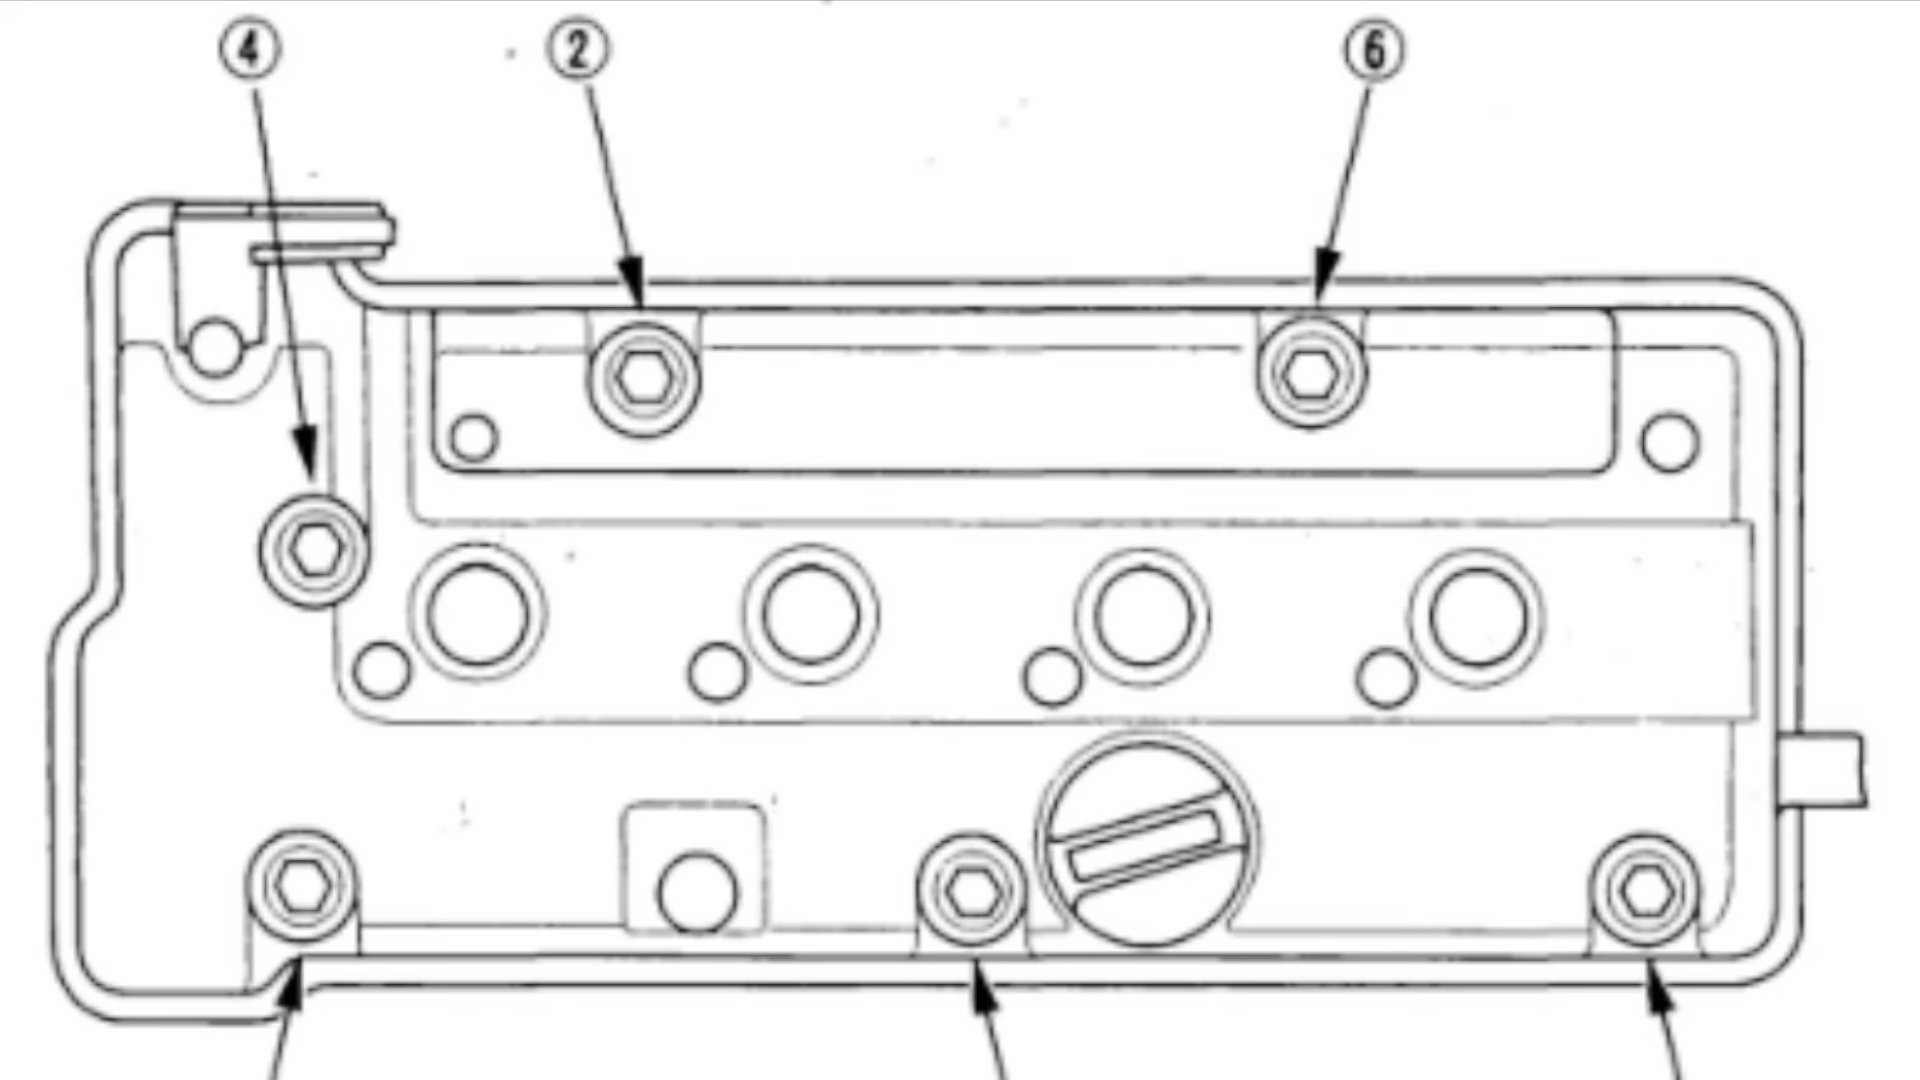 ④ ② ⑥